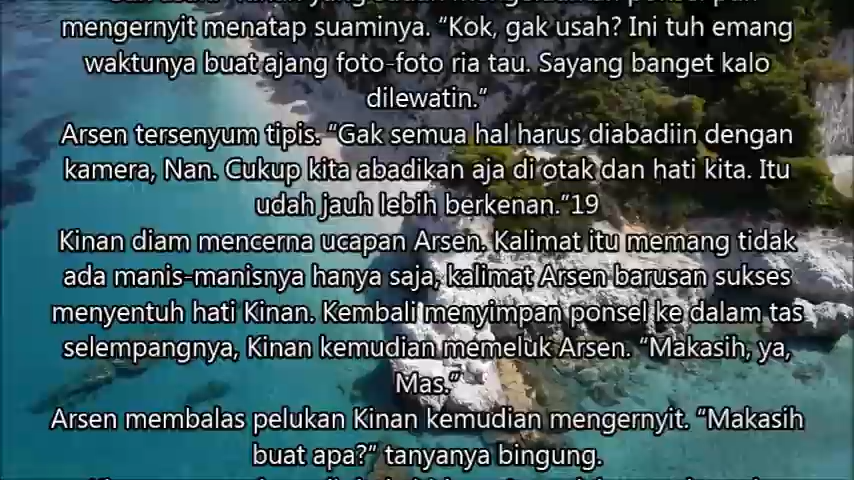 mengernyit menatap suaminya. “Kok, gak usah? Ini tuh emang
waktunya buat ajang foto-foto ria tau. Sayang banget kalo
dilewatin.”
Arsen tersenyum tipis. “Gak semua hal harus diabadiin dengan
kamera, Nan. Cukup kita abadikan aja di otak dan hati kita. Itu
udah jauh lebih berkenan.”19
Kinan diam mencerna ucapan Arsen. Kalimat itu memang tidak
ada manis-manisnya hanya saja, kalimat Arsen barusan sukses
menyentuh hati Kinan. Kembali menyimpan ponsel ke dalam tas
selempangnya, Kinan kemudian memeluk Arsen. “Makasih, ya,
Mas.”
Arsen membalas pelukan Kinan kemudian mengernyit. “Makasih
buat apa?” tanyanya bingung.